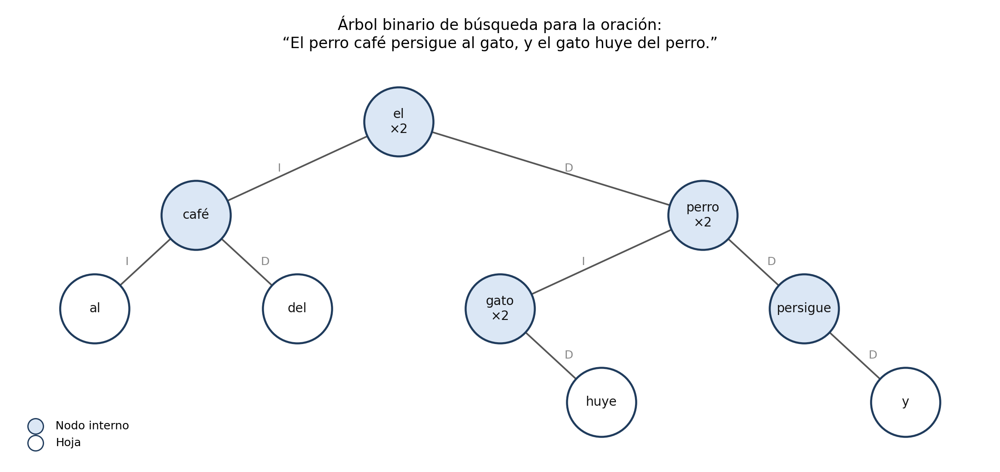 Árbol binario de búsqueda para la oración:
“El perro café persigue al gato, y el gato huye del perro.”
el
×2
I
D
café
perro
×2
I
D
I
D
al
del
gato
×2
persigue
D
D
huye
y
Nodo interno
Hoja